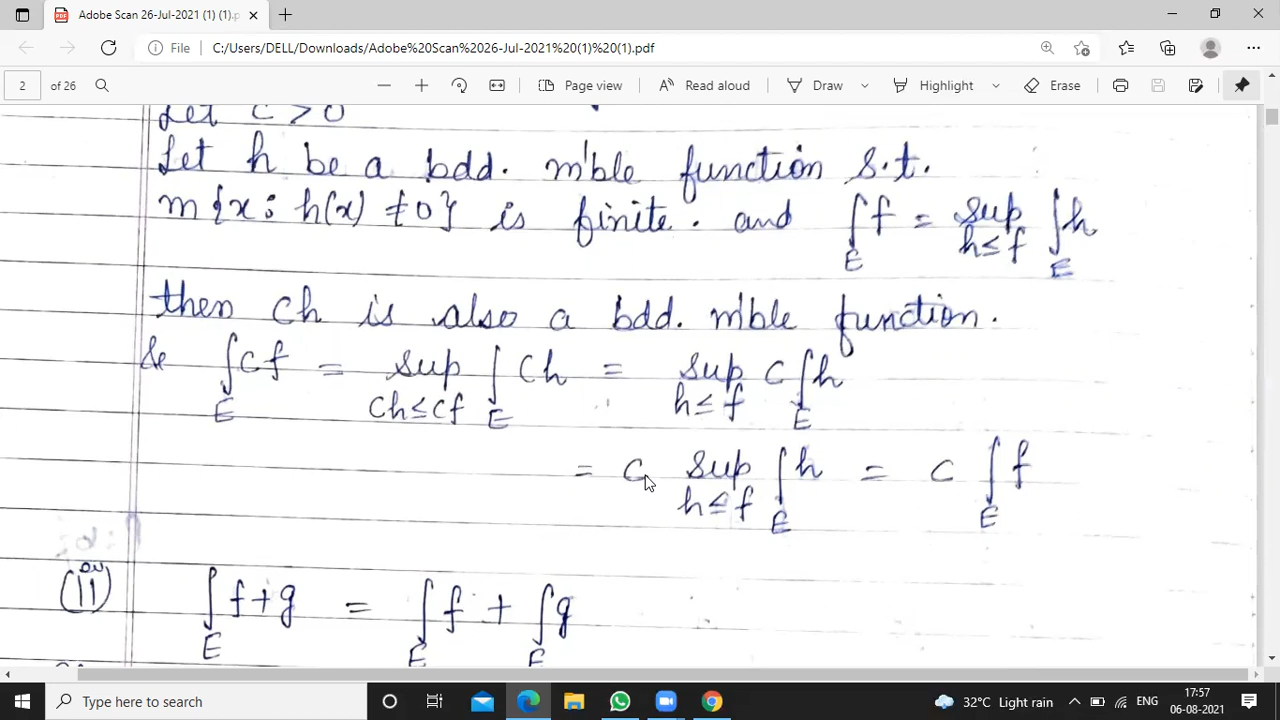 Adobe Scan 26-Jul-2021 (1) (1).p
File C:/Users/DELL/Downloads/Adobe%20Scan%2026-Jul-2021%20(1)%20(1).pdf
2 of 26 Page view Read aloud Draw Highlight Erase
Let C > 0
Let h be a bdd. m'ble function s.t.
m{x : h(x) ≠ 0} is finite. and ∫_E f = sup_{h≤f} ∫_E h
then Ch is also a bdd. m'ble function.
& ∫_E Cf = sup_{Ch≤Cf} ∫_E Ch = sup_{h≤f} C ∫_E h
= C sup_{h≤f} ∫_E h = C ∫_E f
(ii) ∫_E f+g = ∫_E f + ∫_E g
Type here to search 32°C Light rain ENG 17:57
06-08-2021